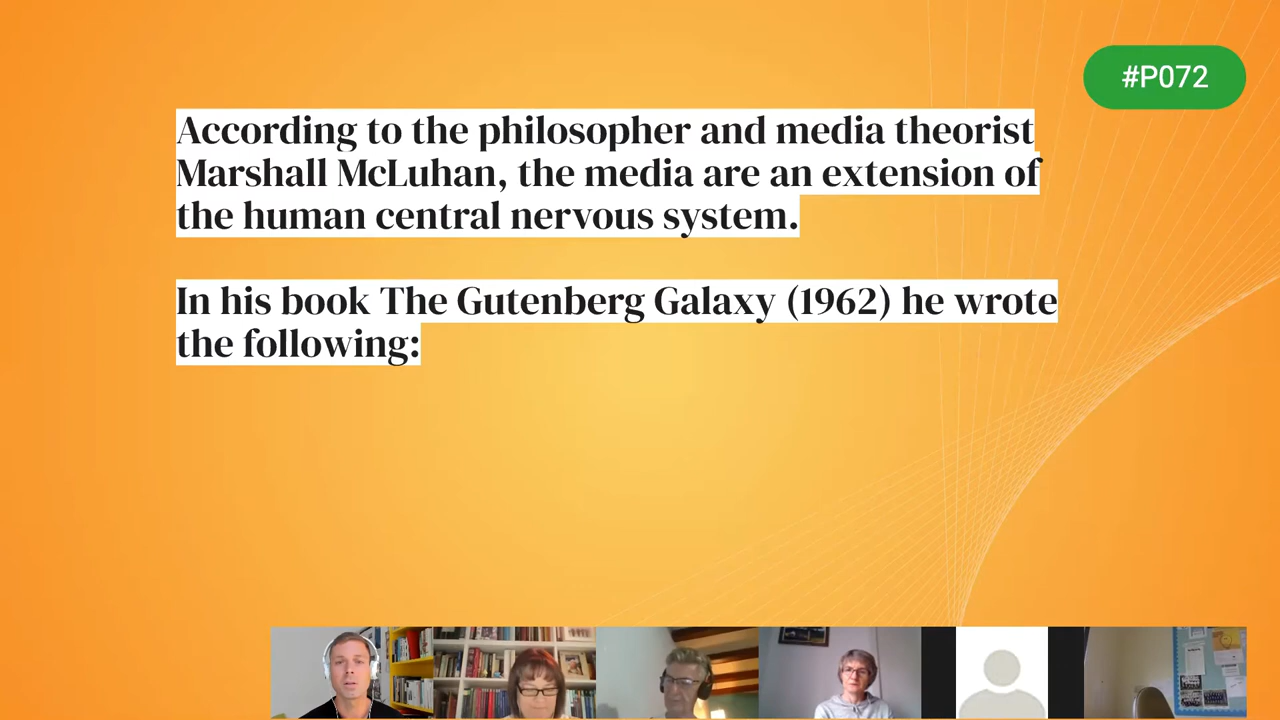 #P072
According to the philosopher and media theorist
Marshall McLuhan, the media are an extension of
the human central nervous system.
In his book The Gutenberg Galaxy (1962) he wrote
the following: